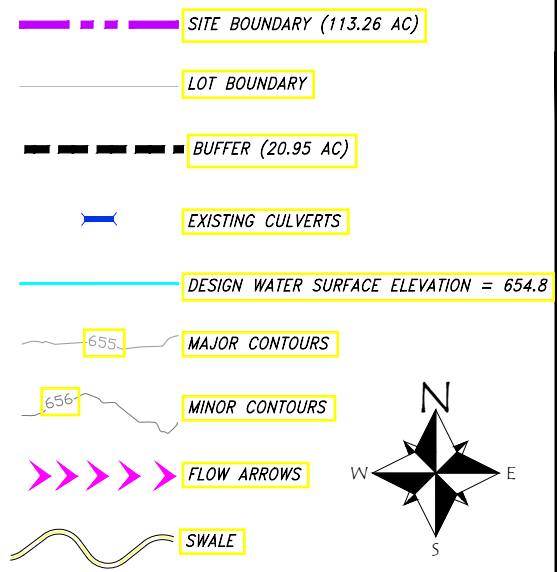 SITE BOUNDARY (113.26 AC)
LOT BOUNDARY
BUFFER (20.95 AC)
EXISTING CULVERTS
DESIGN WATER SURFACE ELEVATION = 654.8
655 MAJOR CONTOURS
656 MINOR CONTOURS
N
FLOW ARROWS
W E
SWALE
S